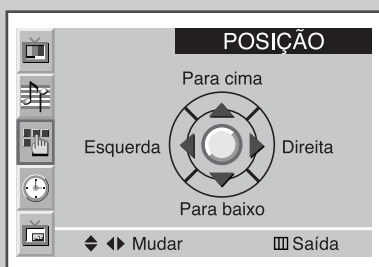 POSIÇÃO
Para cima
Esquerda
Direita
Para baixo
Mudar
Saída